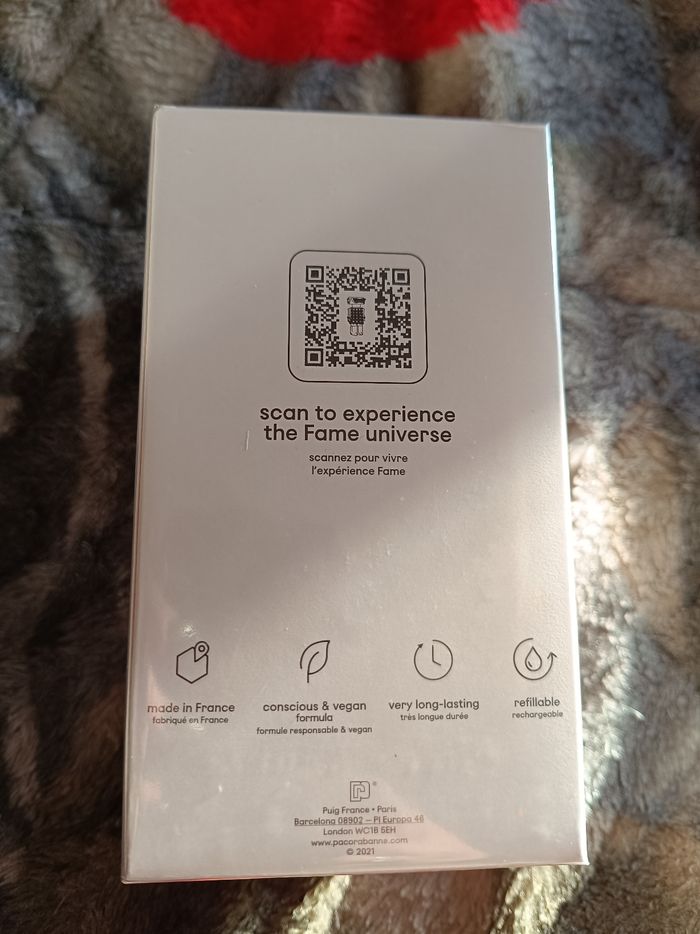 scan to experience
the Fame universe
scannez pour vivre
l'expérience Fame
made in France
fabriqué en France
conscious & vegan
formula
formule responsable & vegan
very long-lasting
très longue durée
refillable
rechargeable
Puig France • Paris
Barcelona 08902 – Pl Europa 46
London WC1B 5EH
www.pacorabanne.com
© 2021